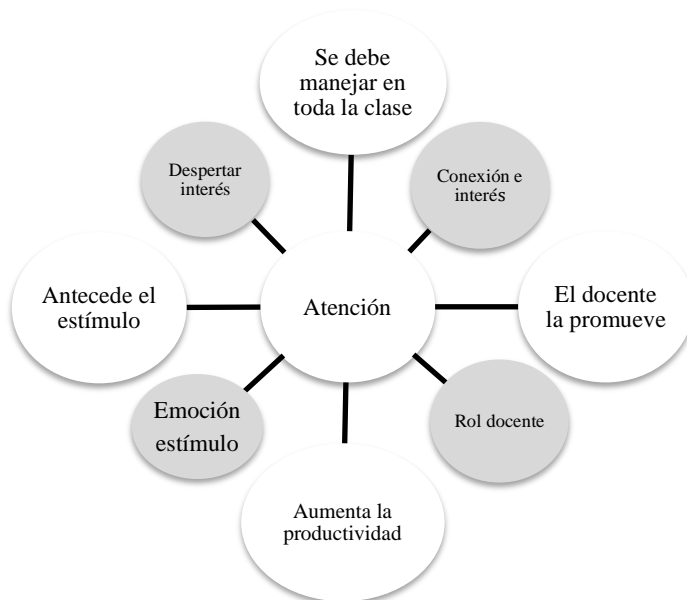 Se debe
manejar en
toda la clase
Despertar
interés
Conexión e
interés
Antecede el
estímulo
Atención
El docente
la promueve
Emoción
estímulo
Rol docente
Aumenta la
productividad